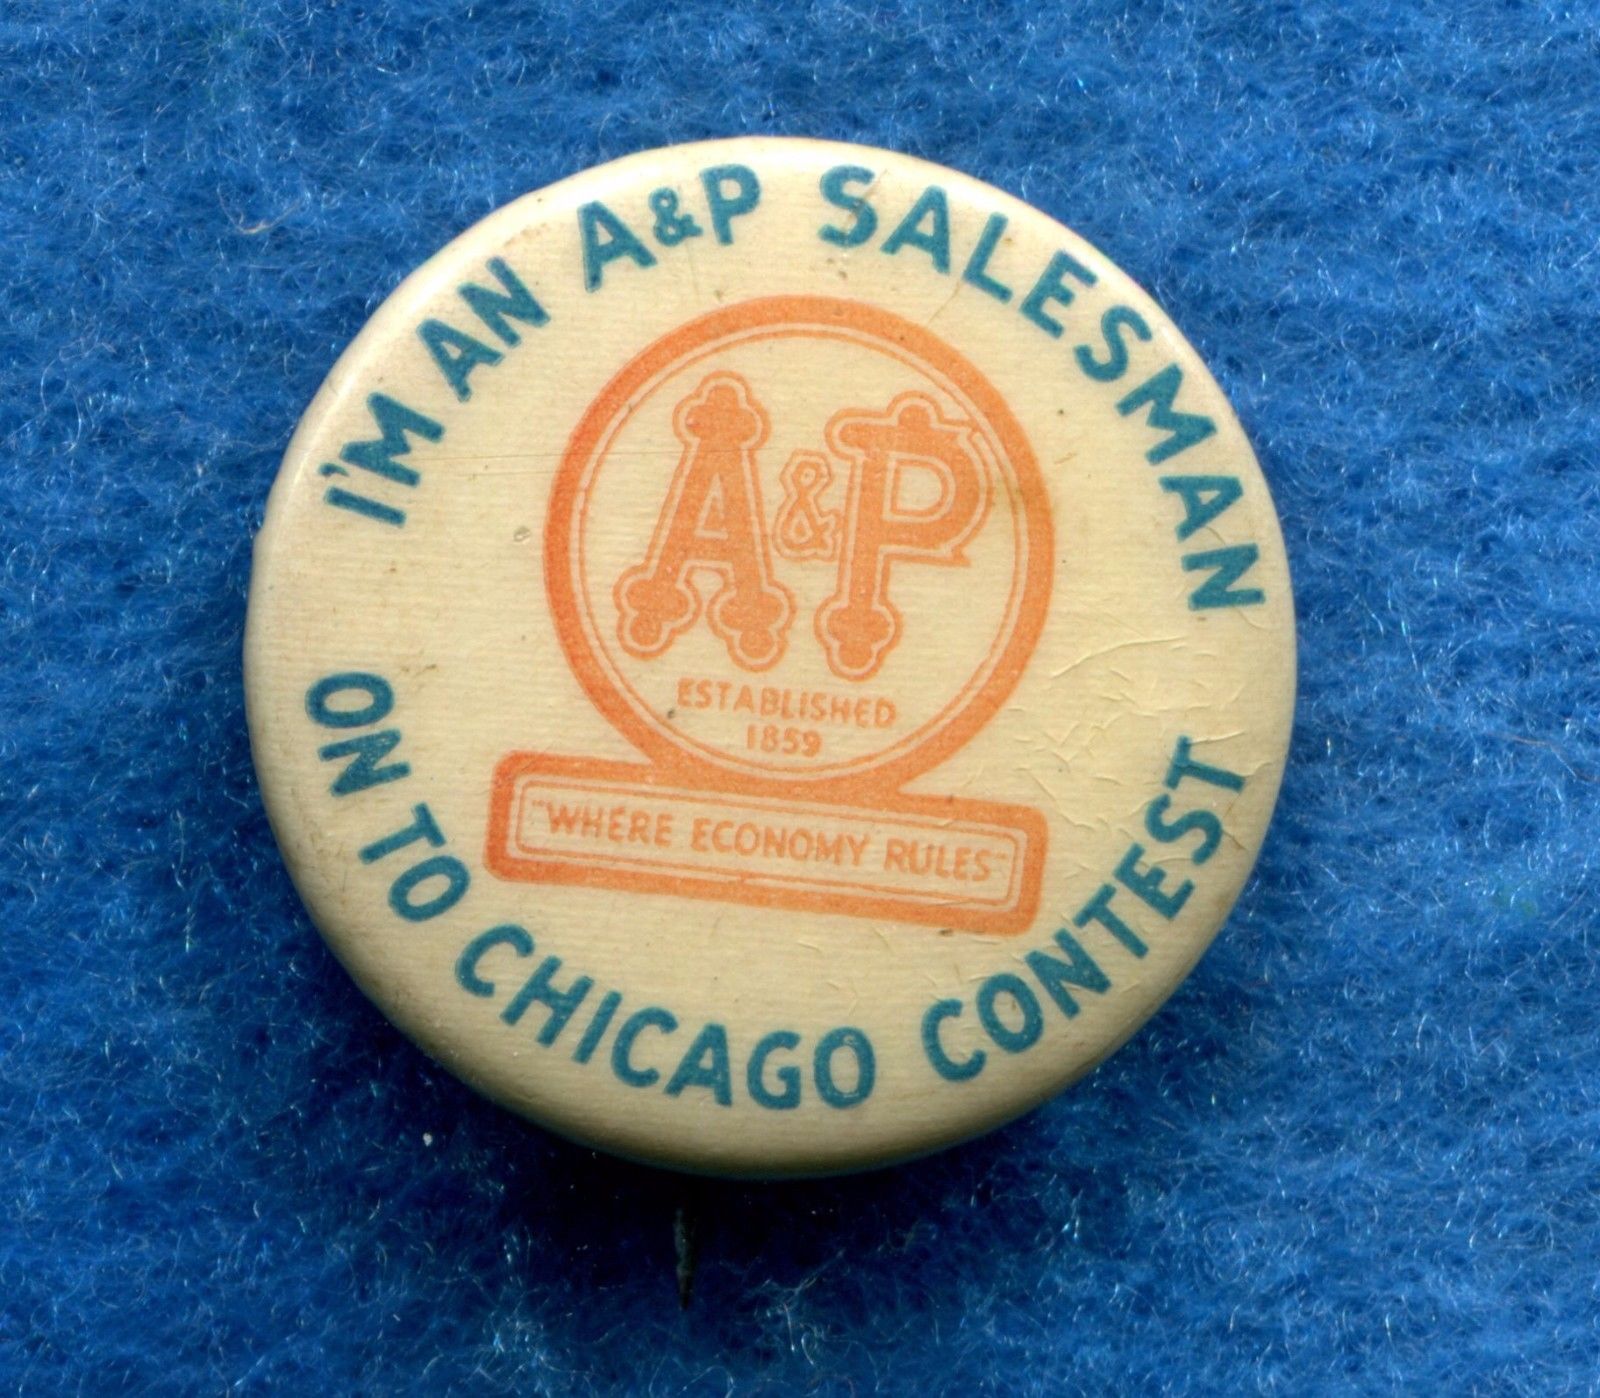 I'M AN A&P SALESMAN
A&P
ESTABLISHED
1859
"WHERE ECONOMY RULES"
ON TO CHICAGO CONTEST